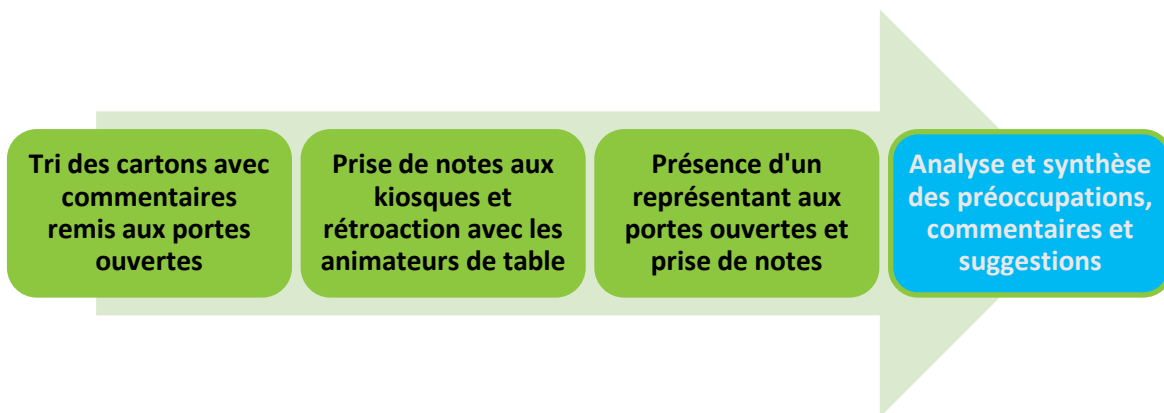 Tri des cartons avec
commentaires
remis aux portes
ouvertes
Prise de notes aux
kiosques et
rétroaction avec les
animateurs de table
Présence d'un
représentant aux
portes ouvertes et
prise de notes
Analyse et synthèse
des préoccupations,
commentaires et
suggestions